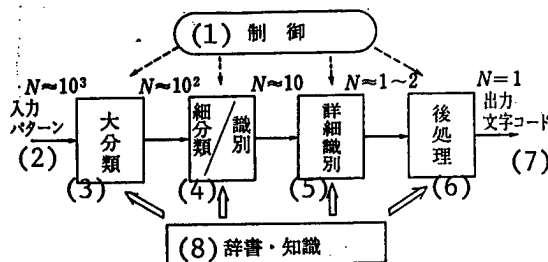 (1) 制御
N≈10³ N≈10² N≈10 N≈1~2 N=1
入力
パターン
(2)
大分類
(3)
細分類/識別
(4)
詳細識別
(5)
後処理
(6)
出力
文字コード
(7)
(8) 辞書・知識